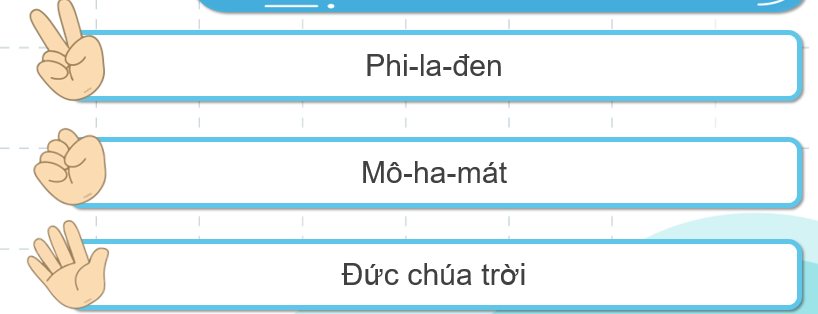 Phi-la-đen
Mô-ha-mát
Đức chúa trời